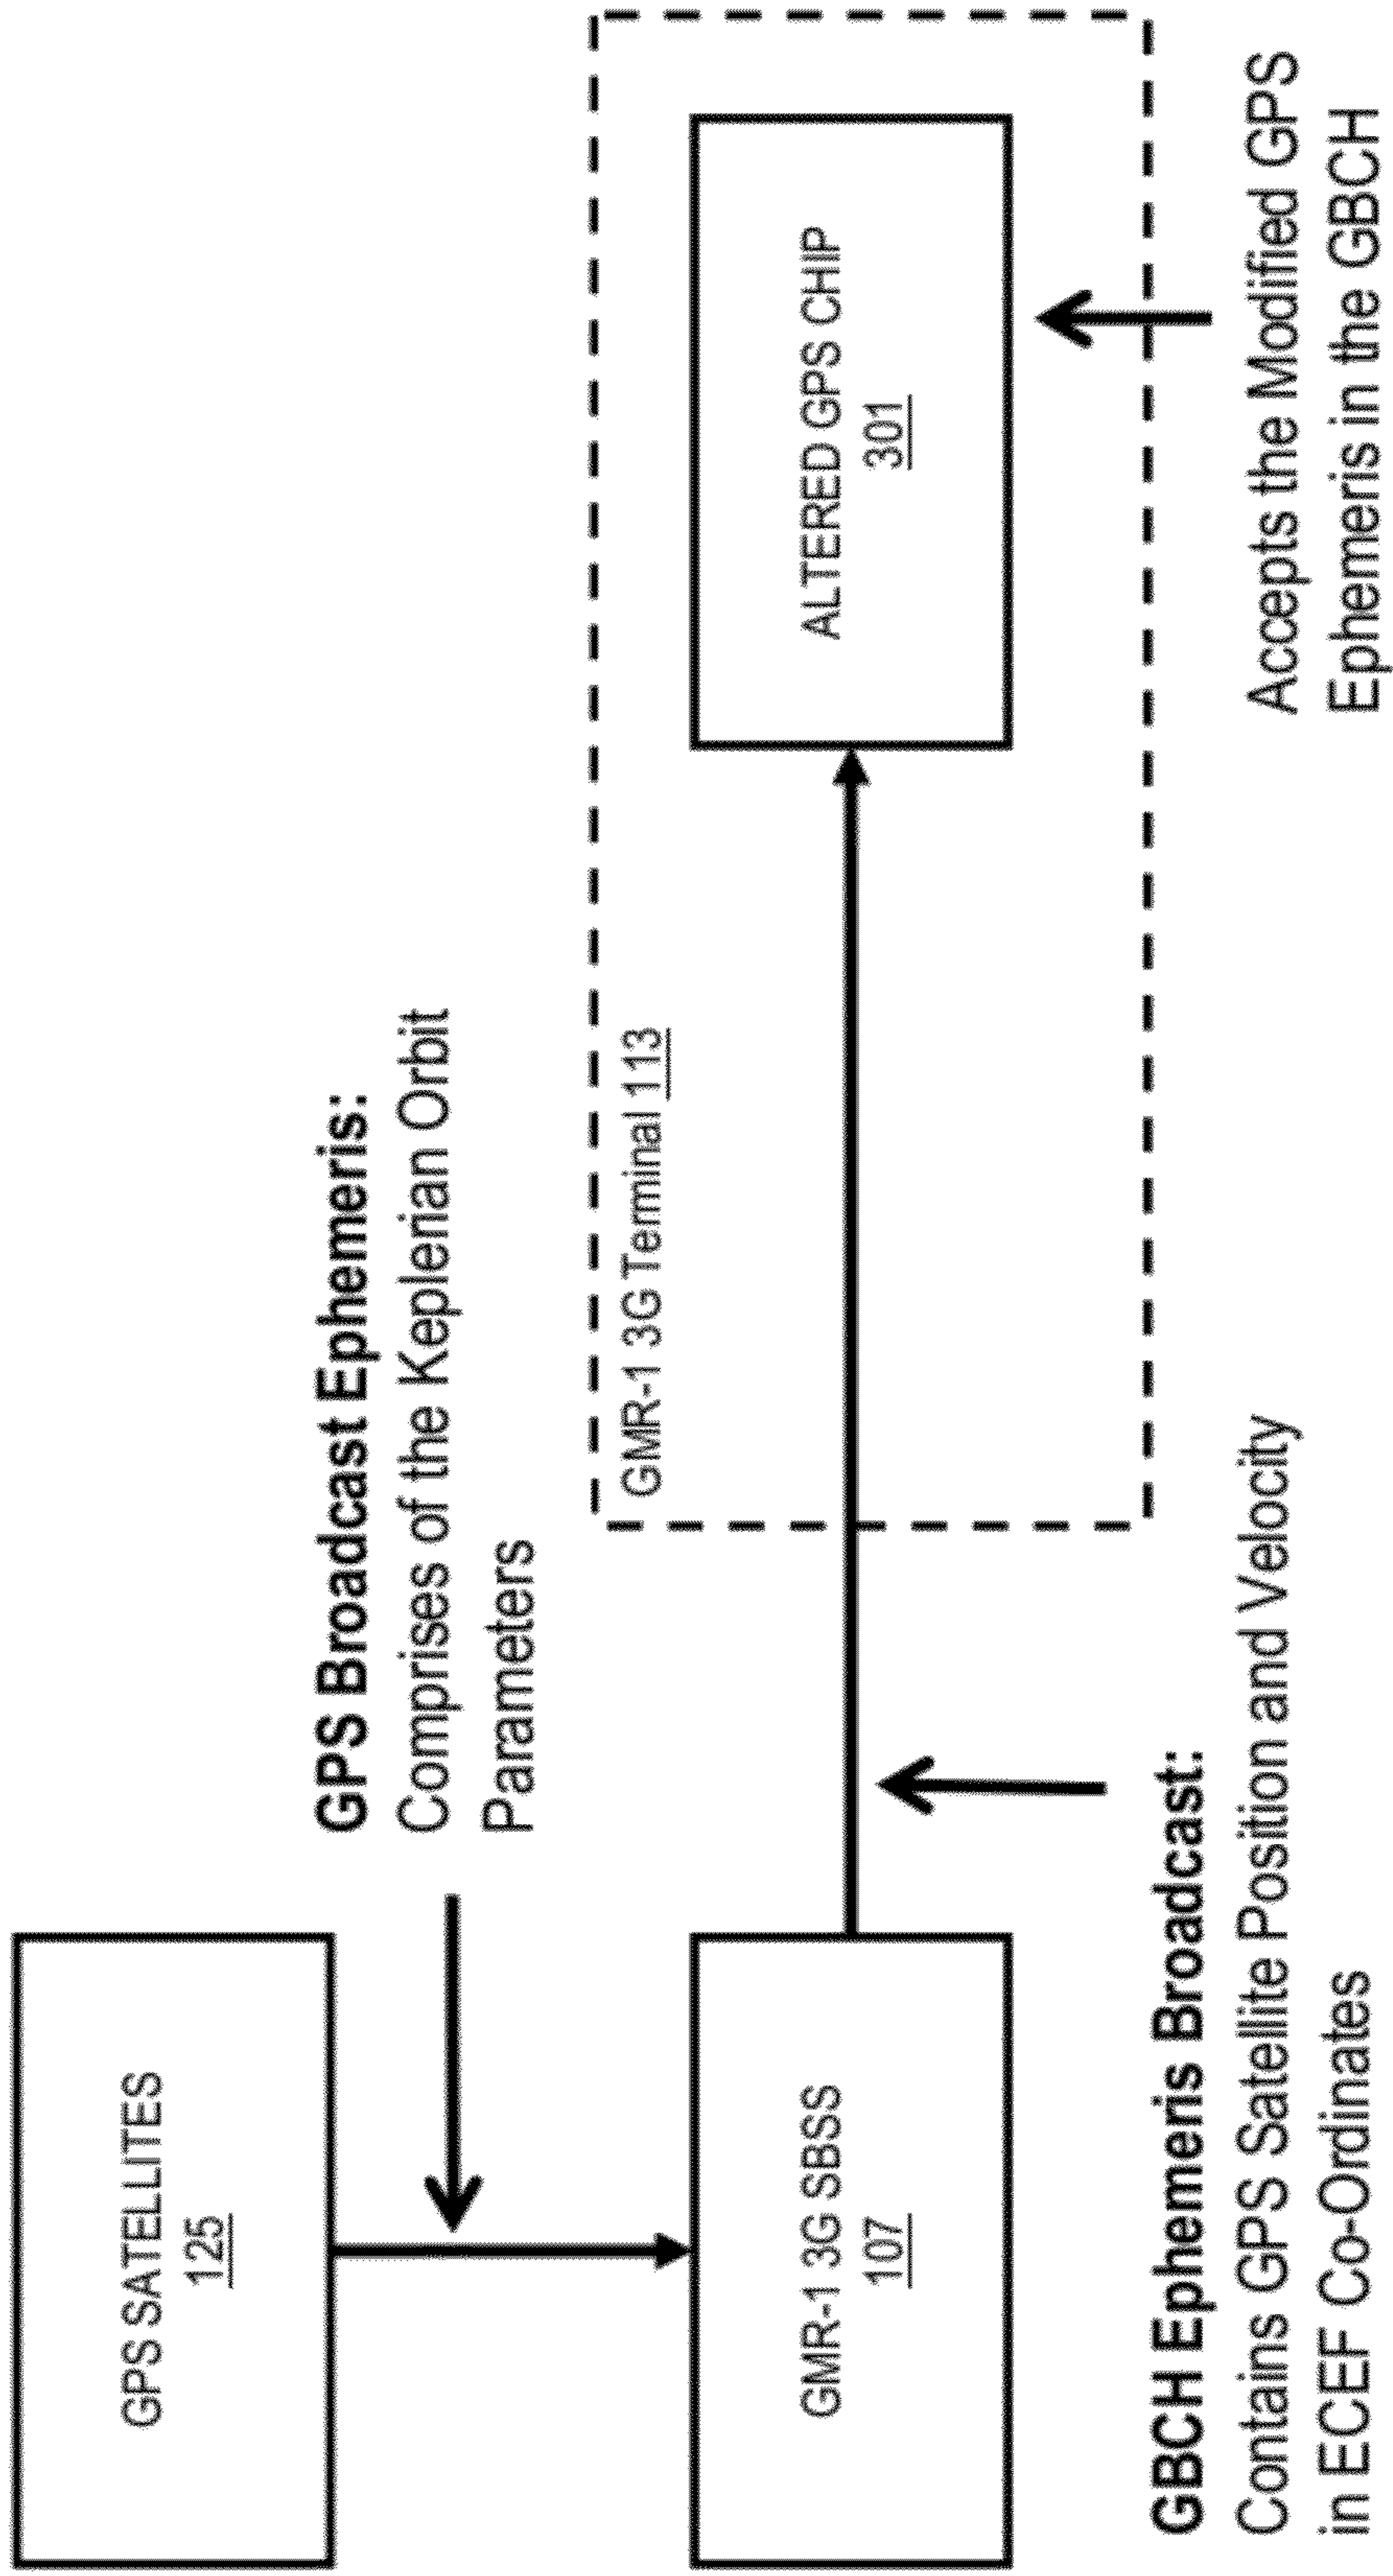 GPS SATELLITES
125
GPS Broadcast Ephemeris:
Comprises of the Keplerian Orbit
Parameters
GMR-1 3G Terminal 113
GMR-1 3G SBSS
107
ALTERED GPS CHIP
301
GBCH Ephemeris Broadcast:
Contains GPS Satellite Position and Velocity
in ECEF Co-Ordinates
Accepts the Modified GPS
Ephemeris in the GBCH